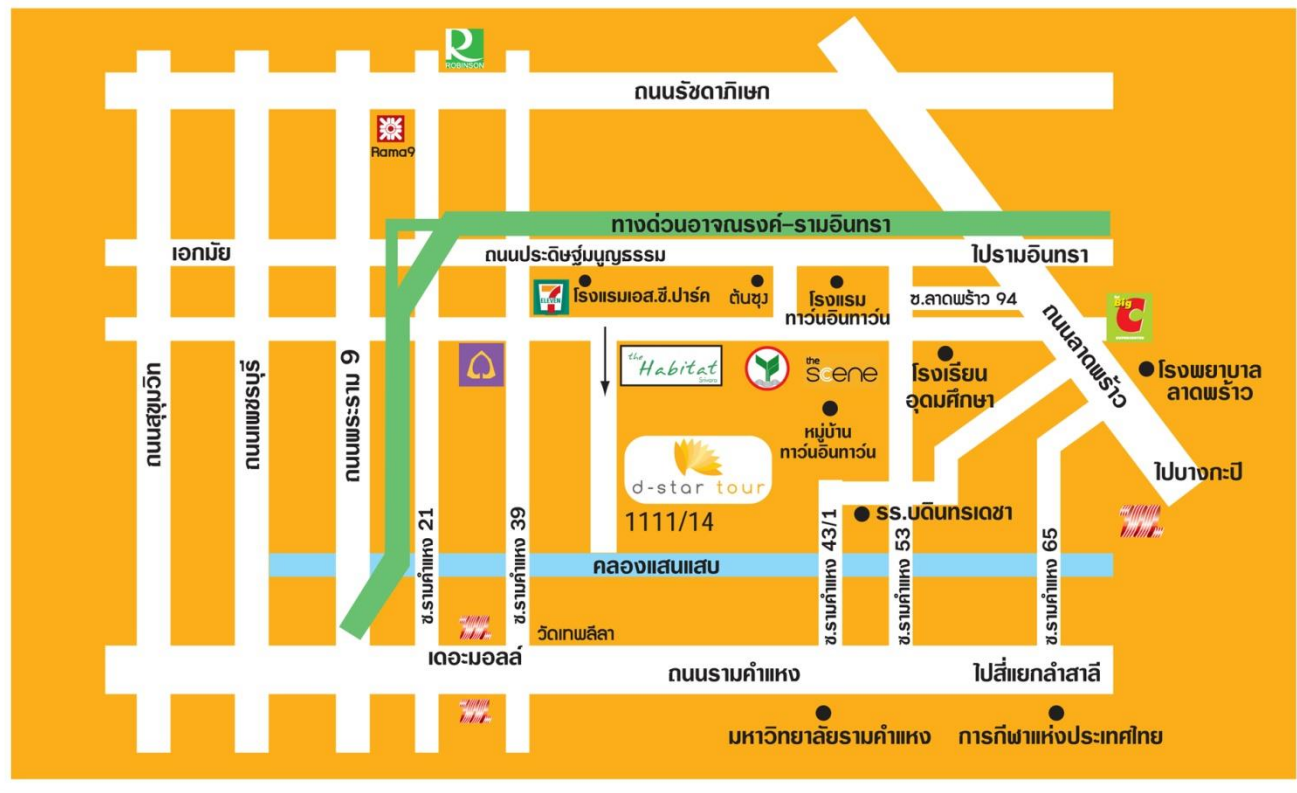 R
ROBINSON
ถนนรัชดาภิเษก
Rama9
ทางด่วนอาจณรงค์-รามอินทรา
เอกมัย
ถนนประดิษฐ์มนูญธรรม
ไปรามอินทรา
7
ELEVEN
โรงแรมเอส.ซี.ปาร์ค
ต้นซุง
โรงแรม
ทาว์นอินทาว์น
ซ.ลาดพร้าว 94
Big
C
ถนนลาดพร้าว
ถนนสุขุมวิท
ถนนเพชรบุรี
ถนนพระราม 9
the
Habitat
the
scene
โรงเรียน
อุดมศึกษา
โรงพยาบาล
ลาดพร้าว
หมู่บ้าน
ทาว์นอินทาว์น
d-star tour
1111/14
ไปบางกะปิ
รร.บดินทรเดชา
ซ.รามคำแหง 21
ซ.รามคำแหง 39
ซ.รามคำแหง 43/1
ซ.รามคำแหง 53
ซ.รามคำแหง 65
คลองแสนแสบ
วัดเทพลีลา
เดอะมอลล์
ถนนรามคำแหง
ไปสี่แยกลำสาลี
มหาวิทยาลัยรามคำแหง
การกีฬาแห่งประเทศไทย